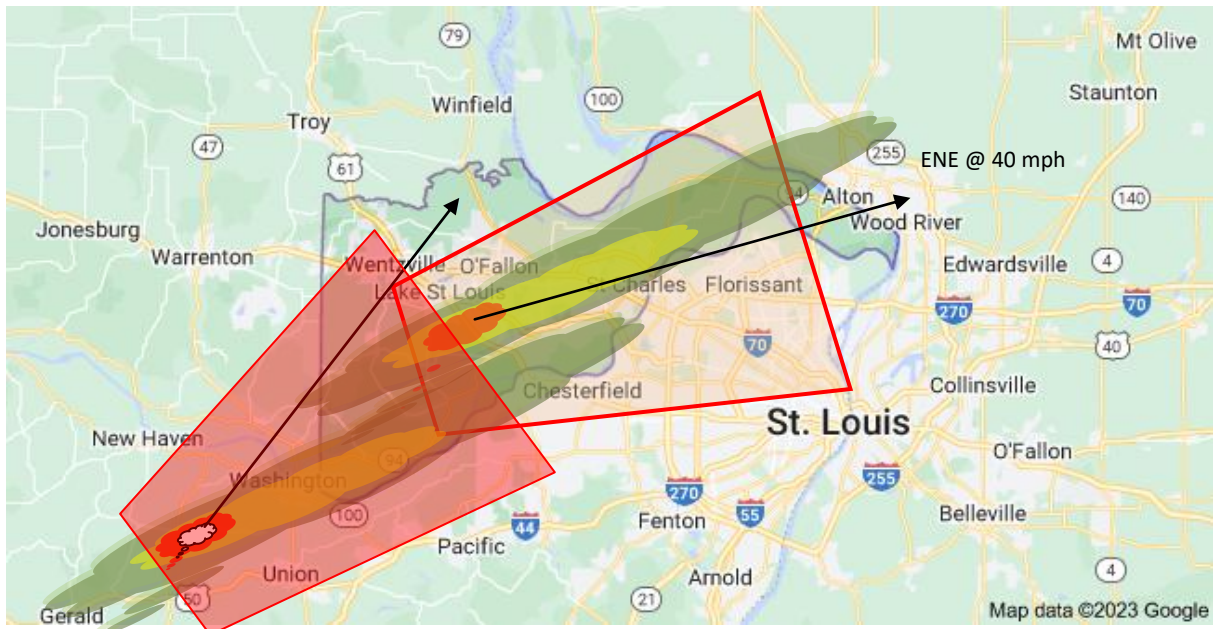 Mt Olive
79
Staunton
Winfield
100
Troy
47
255
ENE @ 40 mph
61
94
Alton
140
Wood River
Jonesburg
Warrenton
Wentzville
O'Fallon
Edwardsville
4
Lake St Louis
St Charles
Florissant
270
70
70
40
Chesterfield
Collinsville
St. Louis
New Haven
94
O'Fallon
Washington
270
255
100
55
Belleville
44
Fenton
Pacific
Union
Arnold
4
50
21
Gerald
Map data ©2023 Google